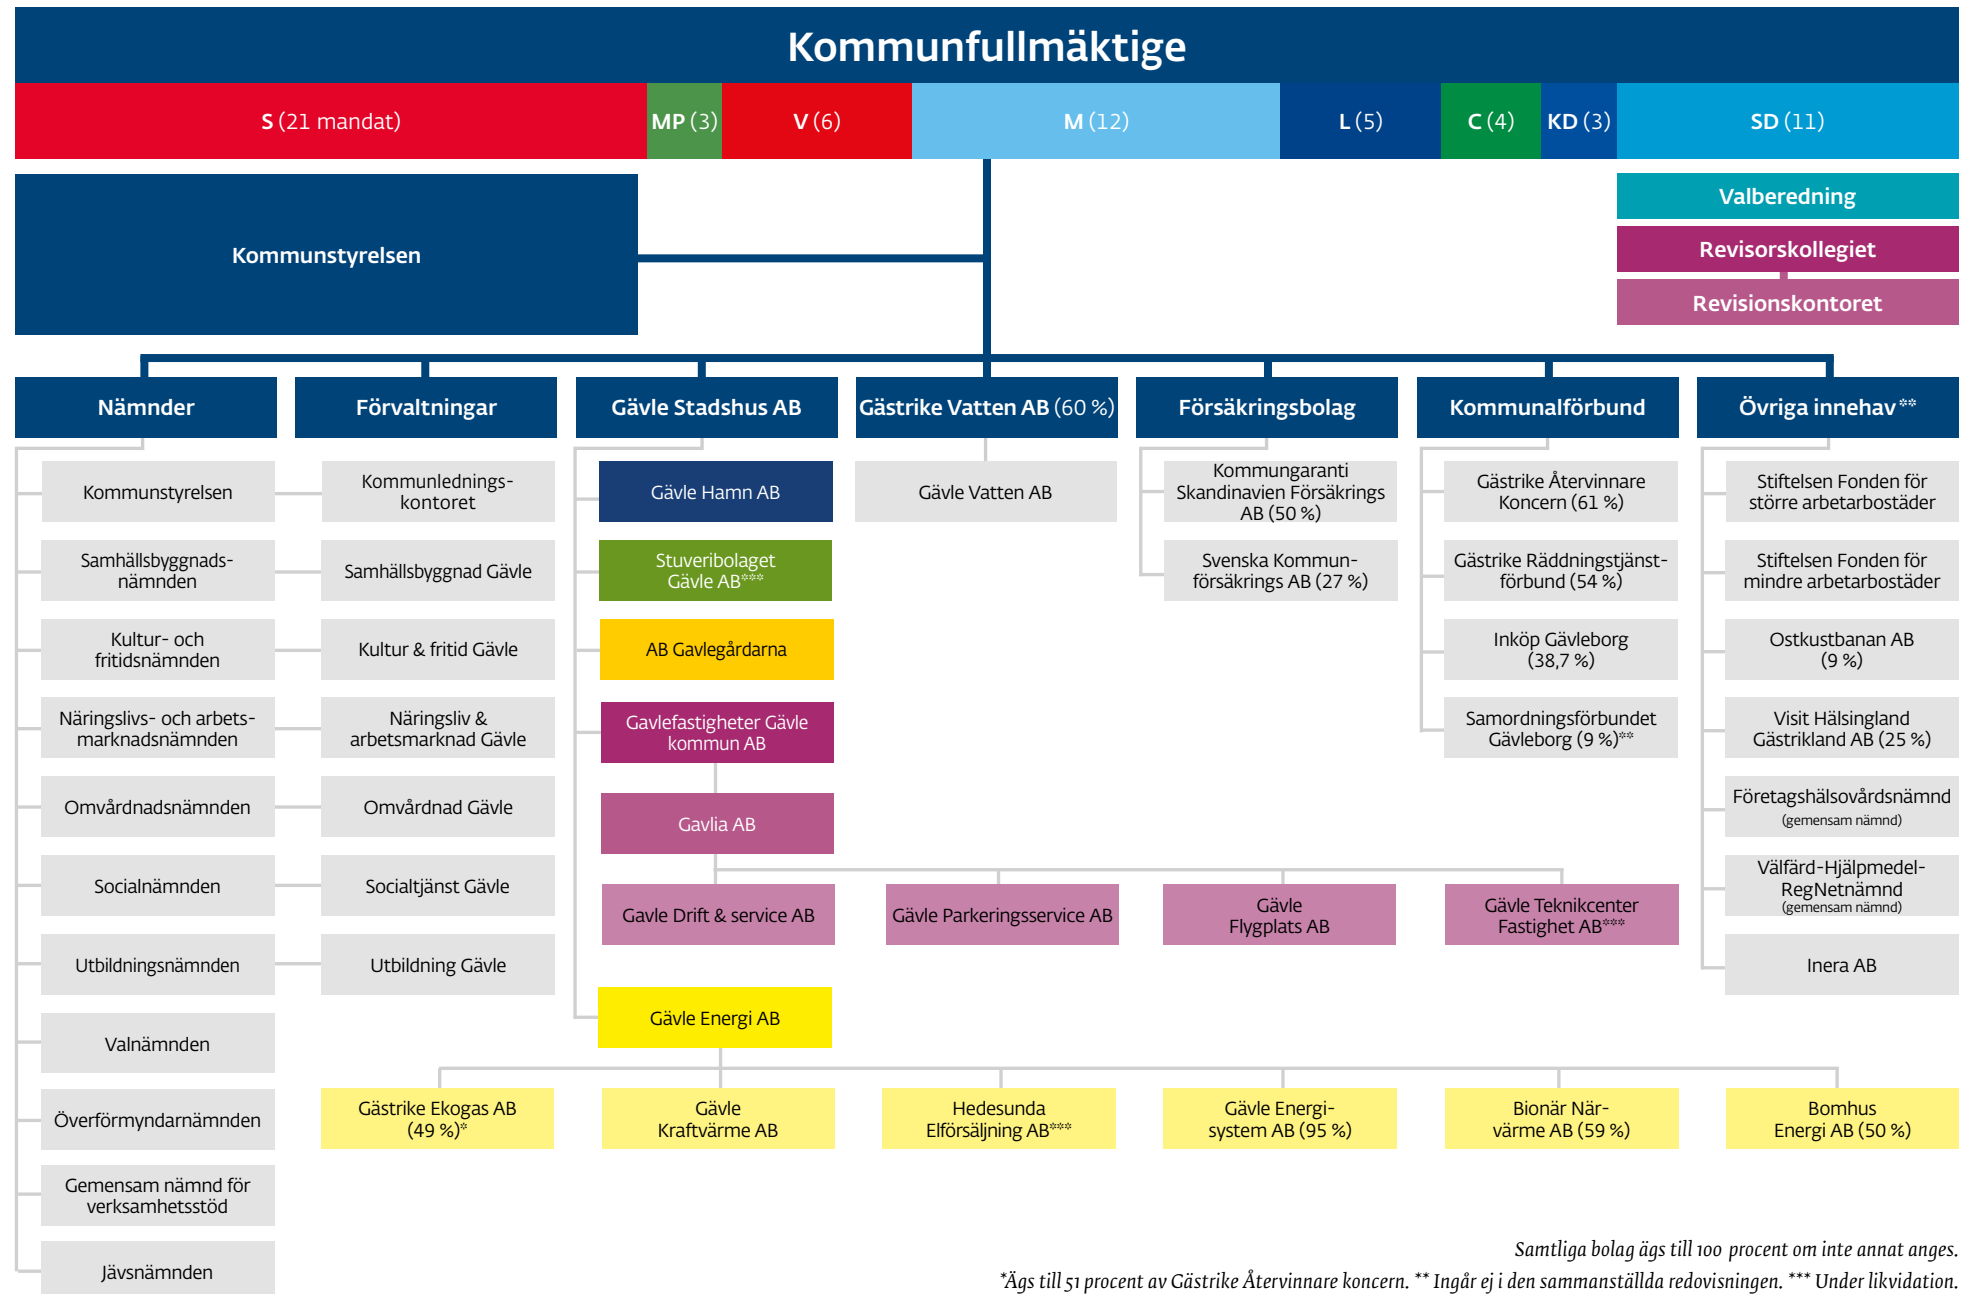 Kommunfullmäktige
S (21 mandat)
MP (3)
V (6)
M (12)
L (5)
C (4)
KD (3)
SD (11)
Kommunstyrelsen
Valberedning
Revisorskollegiet
Revisionskontoret
Nämnder
Förvaltningar
Gävle Stadshus AB
Gästrike Vatten AB (60 %)
Försäkringsbolag
Kommunalförbund
Övriga innehav**
Kommunstyrelsen
Samhällsbyggnads-
nämnden
Kultur- och
fritidsnämnden
Näringslivs- och arbets-
marknadsnämnden
Omvårdnadsnämnden
Socialnämnden
Utbildningsnämnden
Valnämnden
Överförmyndarnämnden
Gemensam nämnd för
verksamhetsstöd
Jävsnämnden
Kommunlednings-
kontoret
Samhällsbyggnad Gävle
Kultur & fritid Gävle
Näringsliv &
arbetsmarknad Gävle
Omvårdnad Gävle
Socialtjänst Gävle
Utbildning Gävle
Gävle Hamn AB
Stuveribolaget
Gävle AB***
AB Gavlegårdarna
Gavlefastigheter Gävle
kommun AB
Gavlia AB
Gavle Drift & service AB
Gävle Parkeringsservice AB
Gävle
Flygplats AB
Gävle Teknikcenter
Fastighet AB***
Gävle Energi AB
Gästrike Ekogas AB
(49 %)*
Gävle
Kraftvärme AB
Hedesunda
Elförsäljning AB***
Gävle Energi-
system AB (95 %)
Bionär När-
värme AB (59 %)
Bomhus
Energi AB (50 %)
Gävle Vatten AB
Kommungaranti
Skandinavien Försäkrings
AB (50 %)
Svenska Kommun-
försäkrings AB (27 %)
Gästrike Återvinnare
Koncern (61 %)
Gästrike Räddningstjänst-
förbund (54 %)
Inköp Gävleborg
(38,7 %)
Samordningsförbundet
Gävleborg (9 %)**
Stiftelsen Fonden för
större arbetarbostäder
Stiftelsen Fonden för
mindre arbetarbostäder
Ostkustbanan AB
(9 %)
Visit Hälsingland
Gästrikland AB (25 %)
Företagshälsovårdsnämnd
(gemensam nämnd)
Välfärd-Hjälpmedel-
RegNetnämnd
(gemensam nämnd)
Inera AB
Samtliga bolag ägs till 100 procent om inte annat anges.
*Ägs till 51 procent av Gästrike Återvinnare koncern. ** Ingår ej i den sammanställda redovisningen. *** Under likvidation.